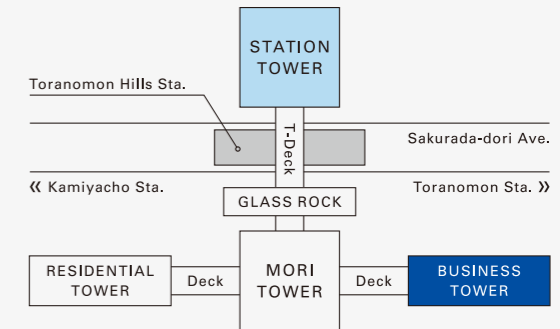 STATION
TOWER
Toranomon Hills Sta.
T-Deck
Sakurada-dori Ave.
« Kamiyacho Sta.
Toranomon Sta. »
GLASS ROCK
RESIDENTIAL
TOWER
Deck
MORI
TOWER
Deck
BUSINESS
TOWER